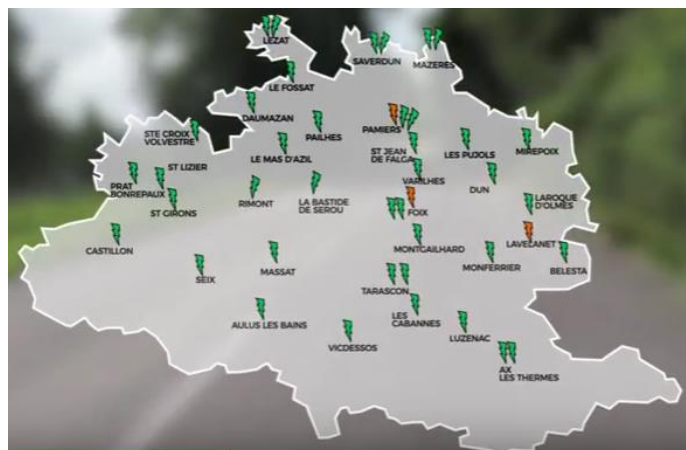 LEZAT
SAVERDUN
MAZERES
LE FOSSAT
DAUMAZAN
STE CROIX
VOLVESTRE
PAILHES
PAMIERS
LE MAS D'AZIL
ST JEAN
DE FALGA
LES PUJOLS
MIREPOIX
ST LIZIER
PRAT
BONREPAUX
VARILHES
DUN
RIMONT
LA BASTIDE
DE SEROU
LAROQUE
D'OLMES
ST GIRONS
FOIX
CASTILLON
MONTGAILHARD
LAVELANET
MASSAT
MONFERRIER
BELESTA
SEIX
TARASCON
AULUS LES BAINS
LES
CABANNES
LUZENAC
VICDESSOS
AX
LES THERMES